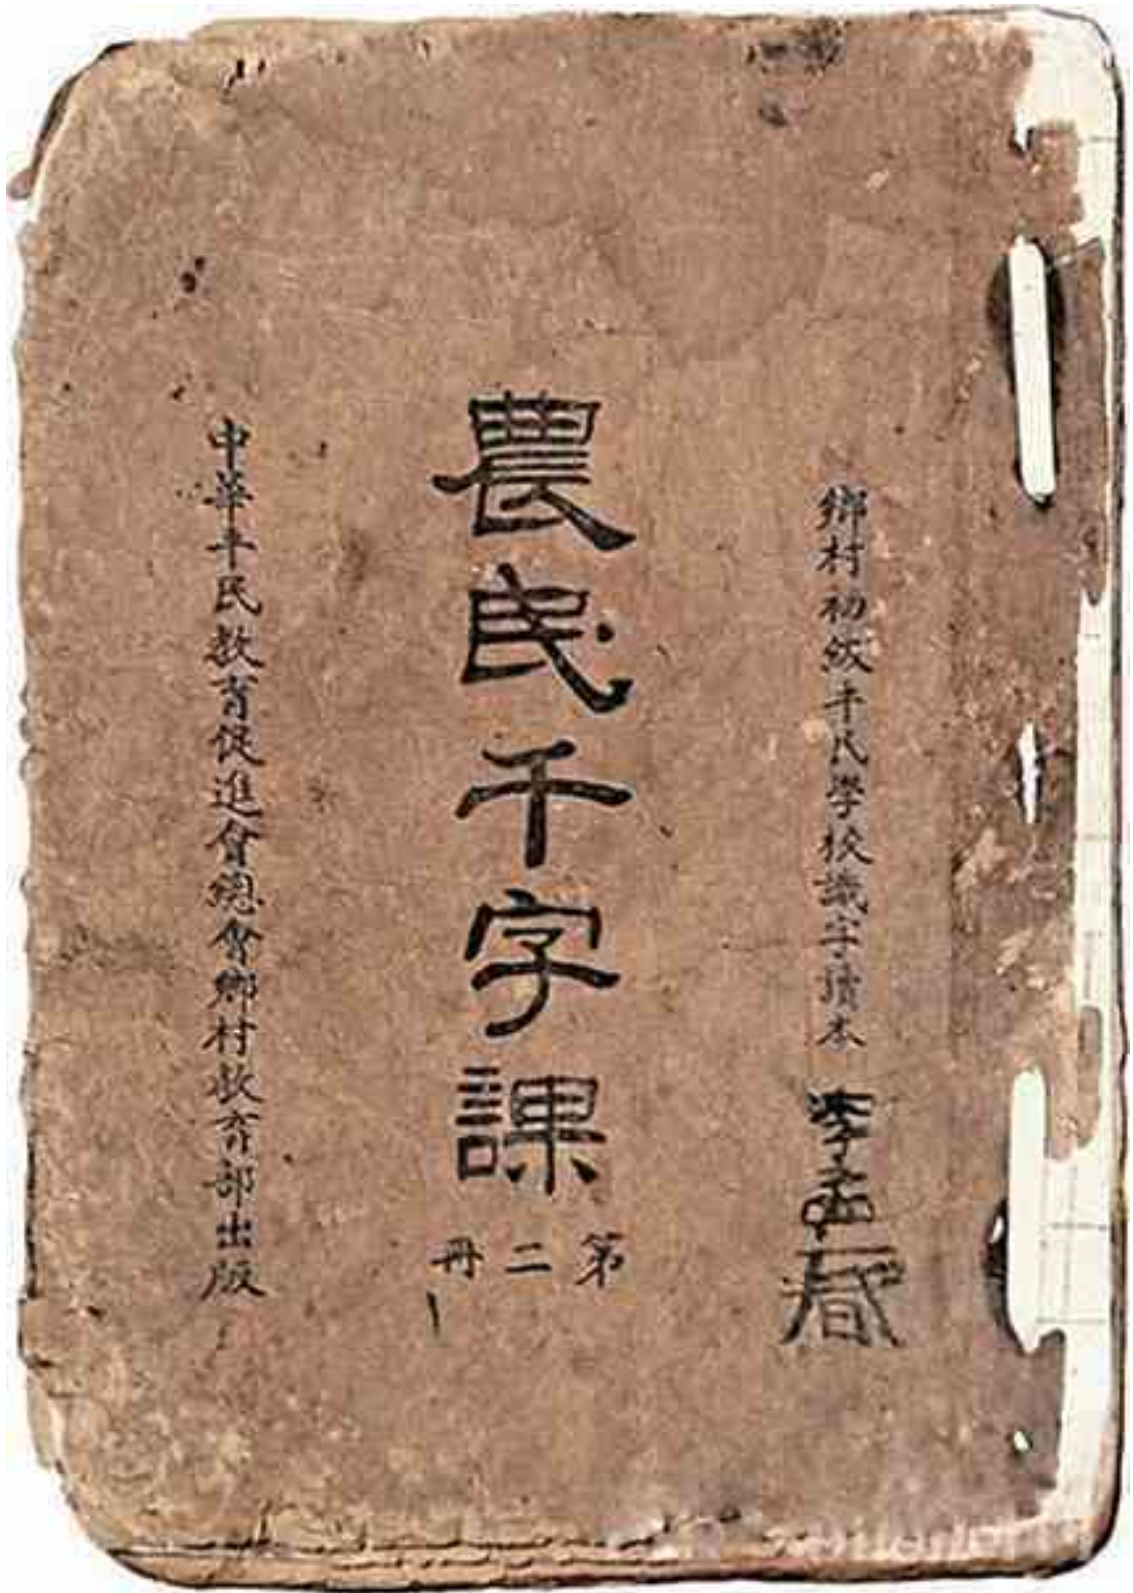 鄉村初級平民學校識字讀本
李孟
農民千字課
第二冊
中華平民教育促進會總會鄉村教育部出版